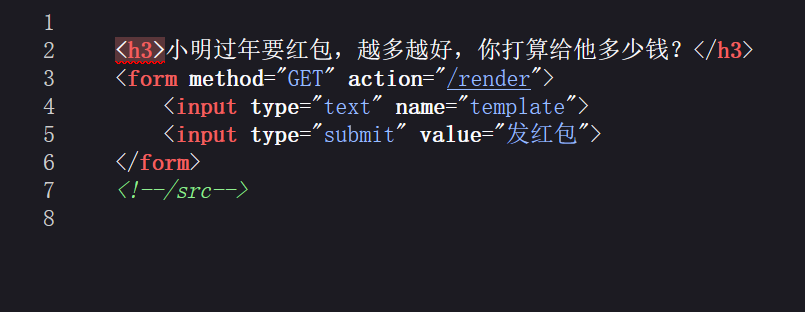 1
2 <h3>小明过年要红包，越多越好，你打算给他多少钱？</h3>
3 <form method="GET" action="/render">
4 <input type="text" name="template">
5 <input type="submit" value="发红包">
6 </form>
7 <!--/src-->
8